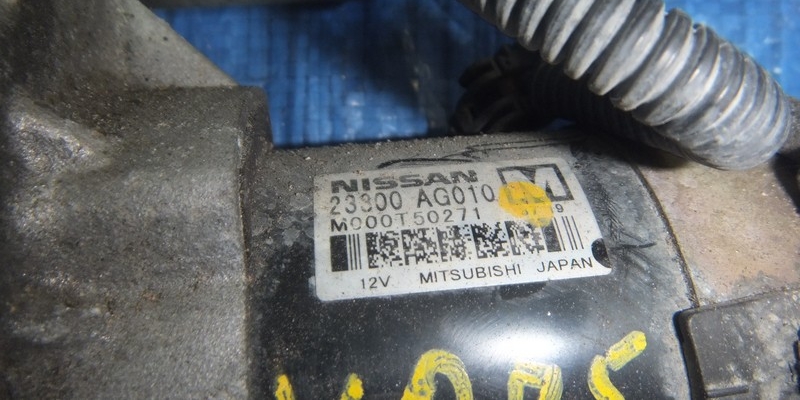 NISSAN
23300 AG010
M000T50271
12V MITSUBISHI JAPAN